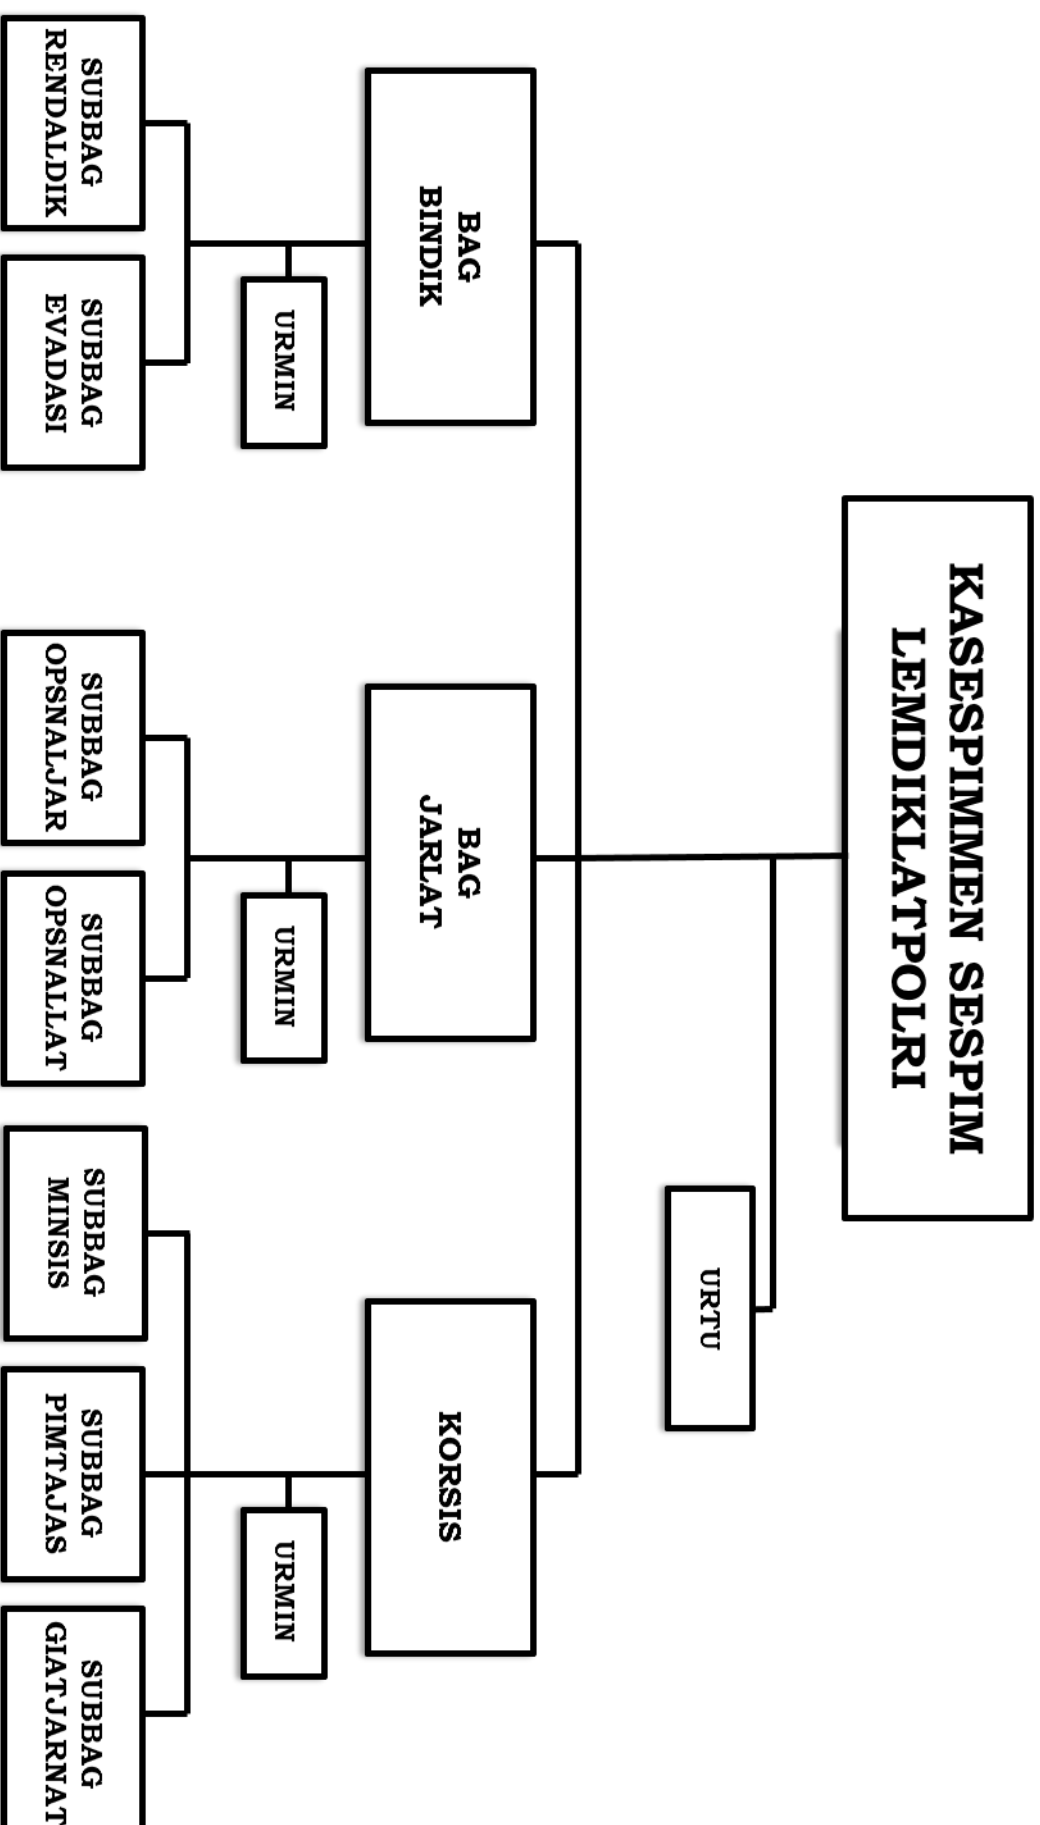 KASESPIMMEN SESPIM
LEMDIKLATPOLRI
URTU
BAG
BINDIK
BAG
JARLAT
KORSIS
URMIN
URMIN
URMIN
SUBBAG
RENDALDIK
SUBBAG
EVADASI
SUBBAG
OPSNALJAR
SUBBAG
OPSNALLAT
SUBBAG
MINSIS
SUBBAG
PIMTAJAS
SUBBAG
GIATJARNAT